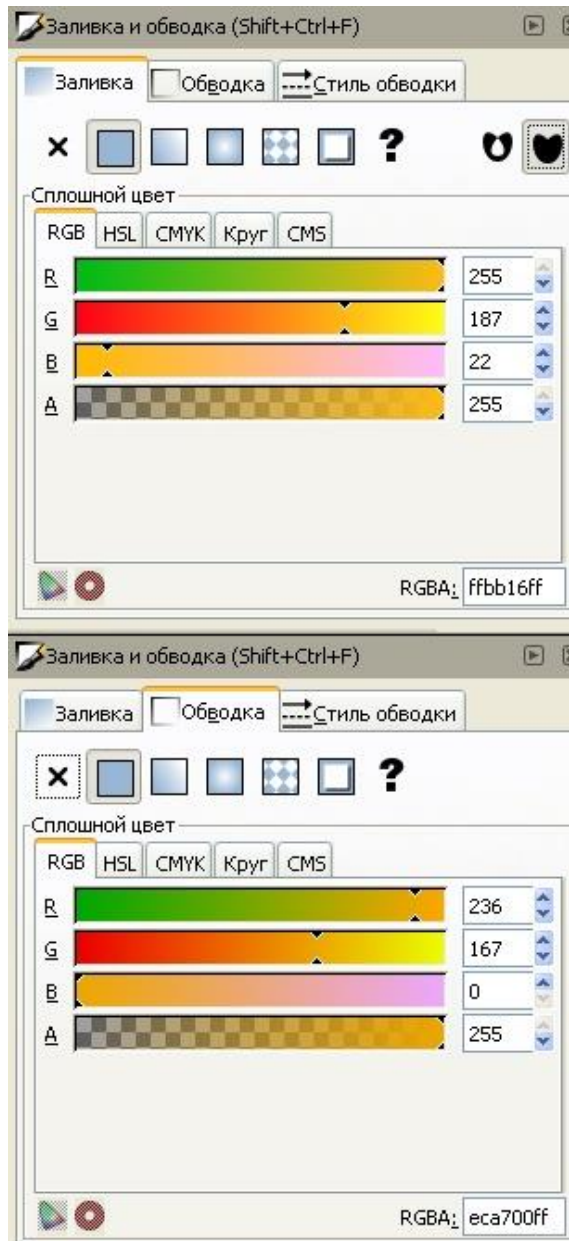 Заливка и обводка (Shift+Ctrl+F)
Заливка Обводка Стиль обводки
?
Сплошной цвет
RGB HSL CMYK Круг CMS
R 255
G 187
B 22
A 255
RGBA: ffbb16ff
Заливка и обводка (Shift+Ctrl+F)
Заливка Обводка Стиль обводки
?
Сплошной цвет
RGB HSL CMYK Круг CMS
R 236
G 167
B 0
A 255
RGBA: eca700ff